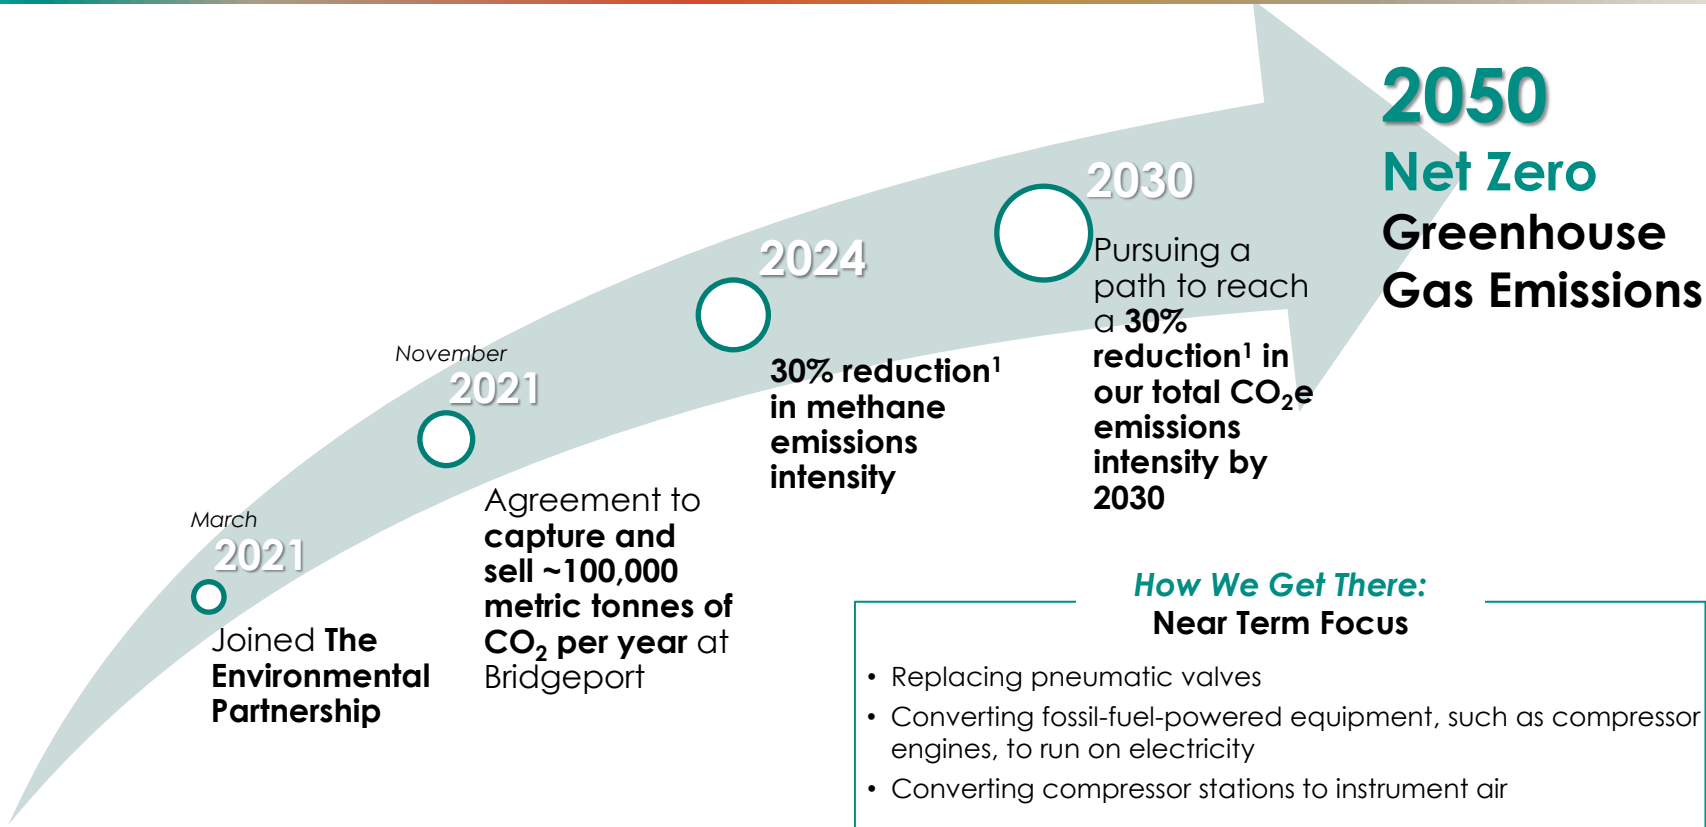 March
2021
Joined The
Environmental
Partnership
November
2021
Agreement to
capture and
sell ~100,000
metric tonnes of
CO₂ per year at
Bridgeport
2024
30% reduction¹
in methane
emissions
intensity
2030
Pursuing a
path to reach
a 30%
reduction¹ in
our total CO₂e
emissions
intensity by
2030
2050
Net Zero
Greenhouse
Gas Emissions
How We Get There:
Near Term Focus
• Replacing pneumatic valves
• Converting fossil-fuel-powered equipment, such as compressor
engines, to run on electricity
• Converting compressor stations to instrument air